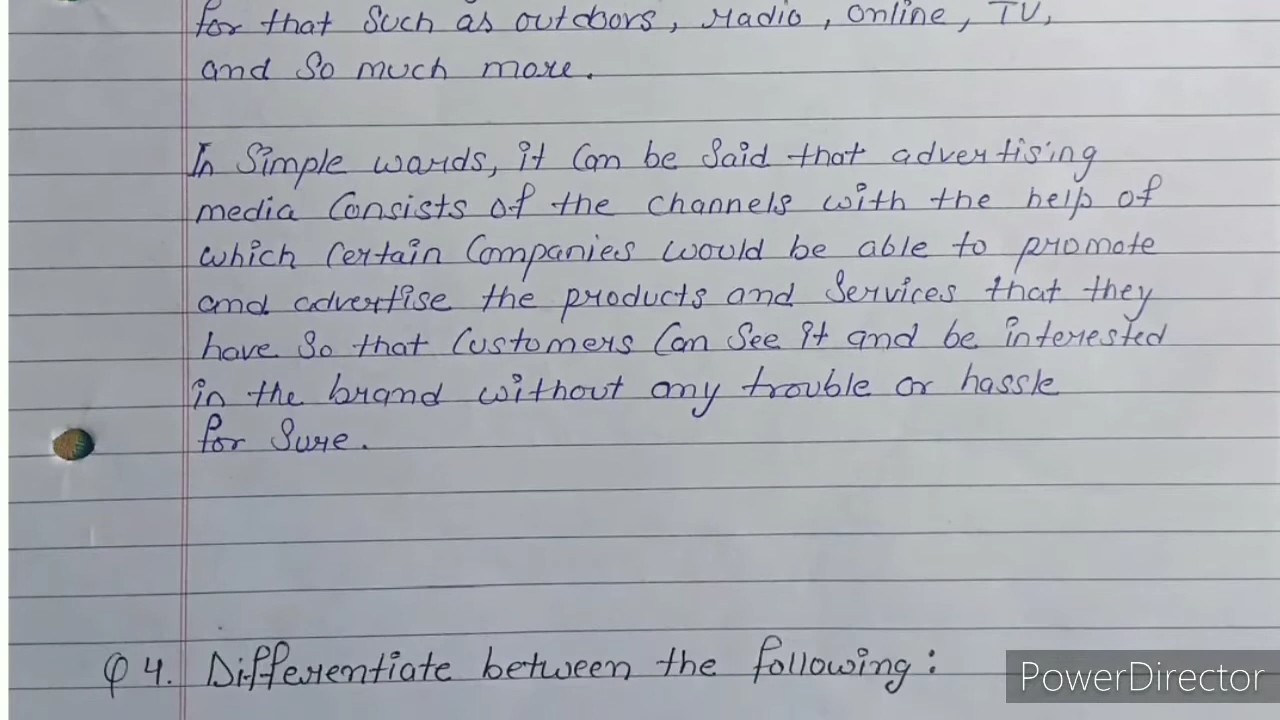 for that such as outdoors, radio, online, TV,
and so much more.
In simple words, it can be said that advertising
media consists of the channels with the help of
which certain companies would be able to promote
and advertise the products and services that they
have so that customers can see it and be interested
in the brand without any trouble or hassle
for sure.
Q 4. Differentiate between the following:
PowerDirector